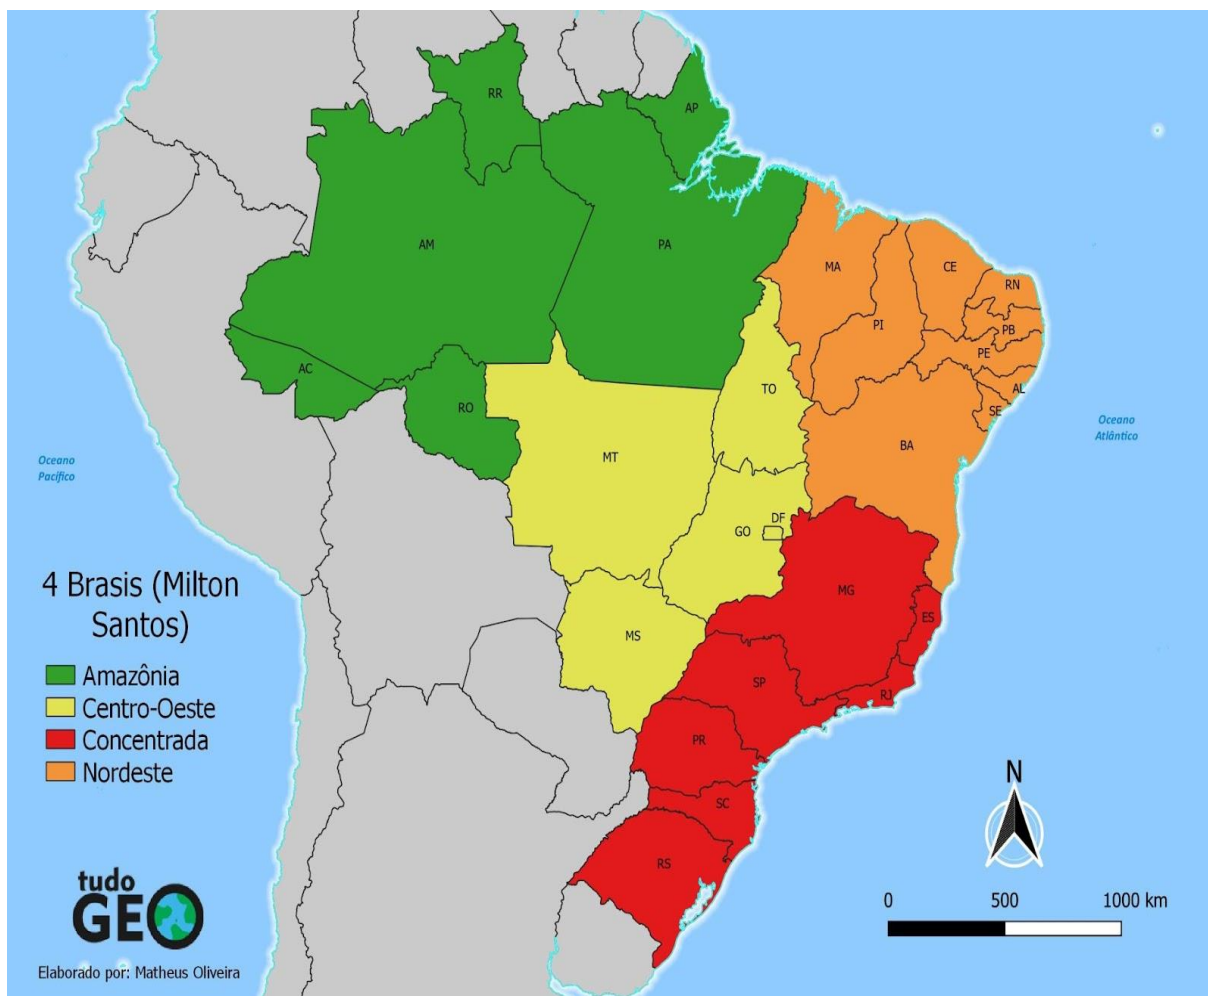 RR
AP
AM
PA
MA
CE
RN
PI
PB
PE
AC
TO
AL
RO
SE
BA
Oceano
Atlântico
MT
Oceano
Pacífico
DF
GO
4 Brasis (Milton
Santos)
MG
ES
MS
Amazônia
SP
RJ
Centro-Oeste
Concentrada
PR
Nordeste
N
SC
RS
tudo
GEO
0 500 1000 km
Elaborado por: Matheus Oliveira